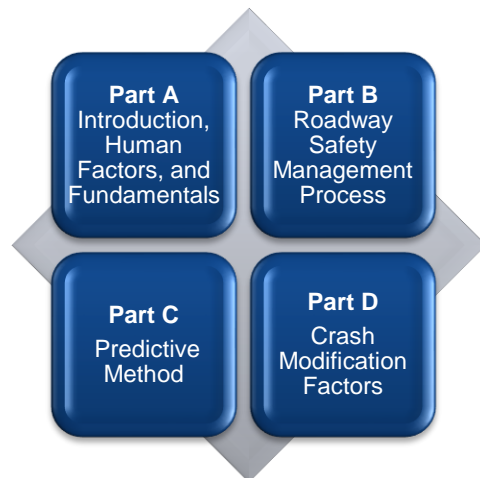 Part A
Introduction,
Human
Factors, and
Fundamentals
Part B
Roadway
Safety
Management
Process
Part C
Predictive
Method
Part D
Crash
Modification
Factors